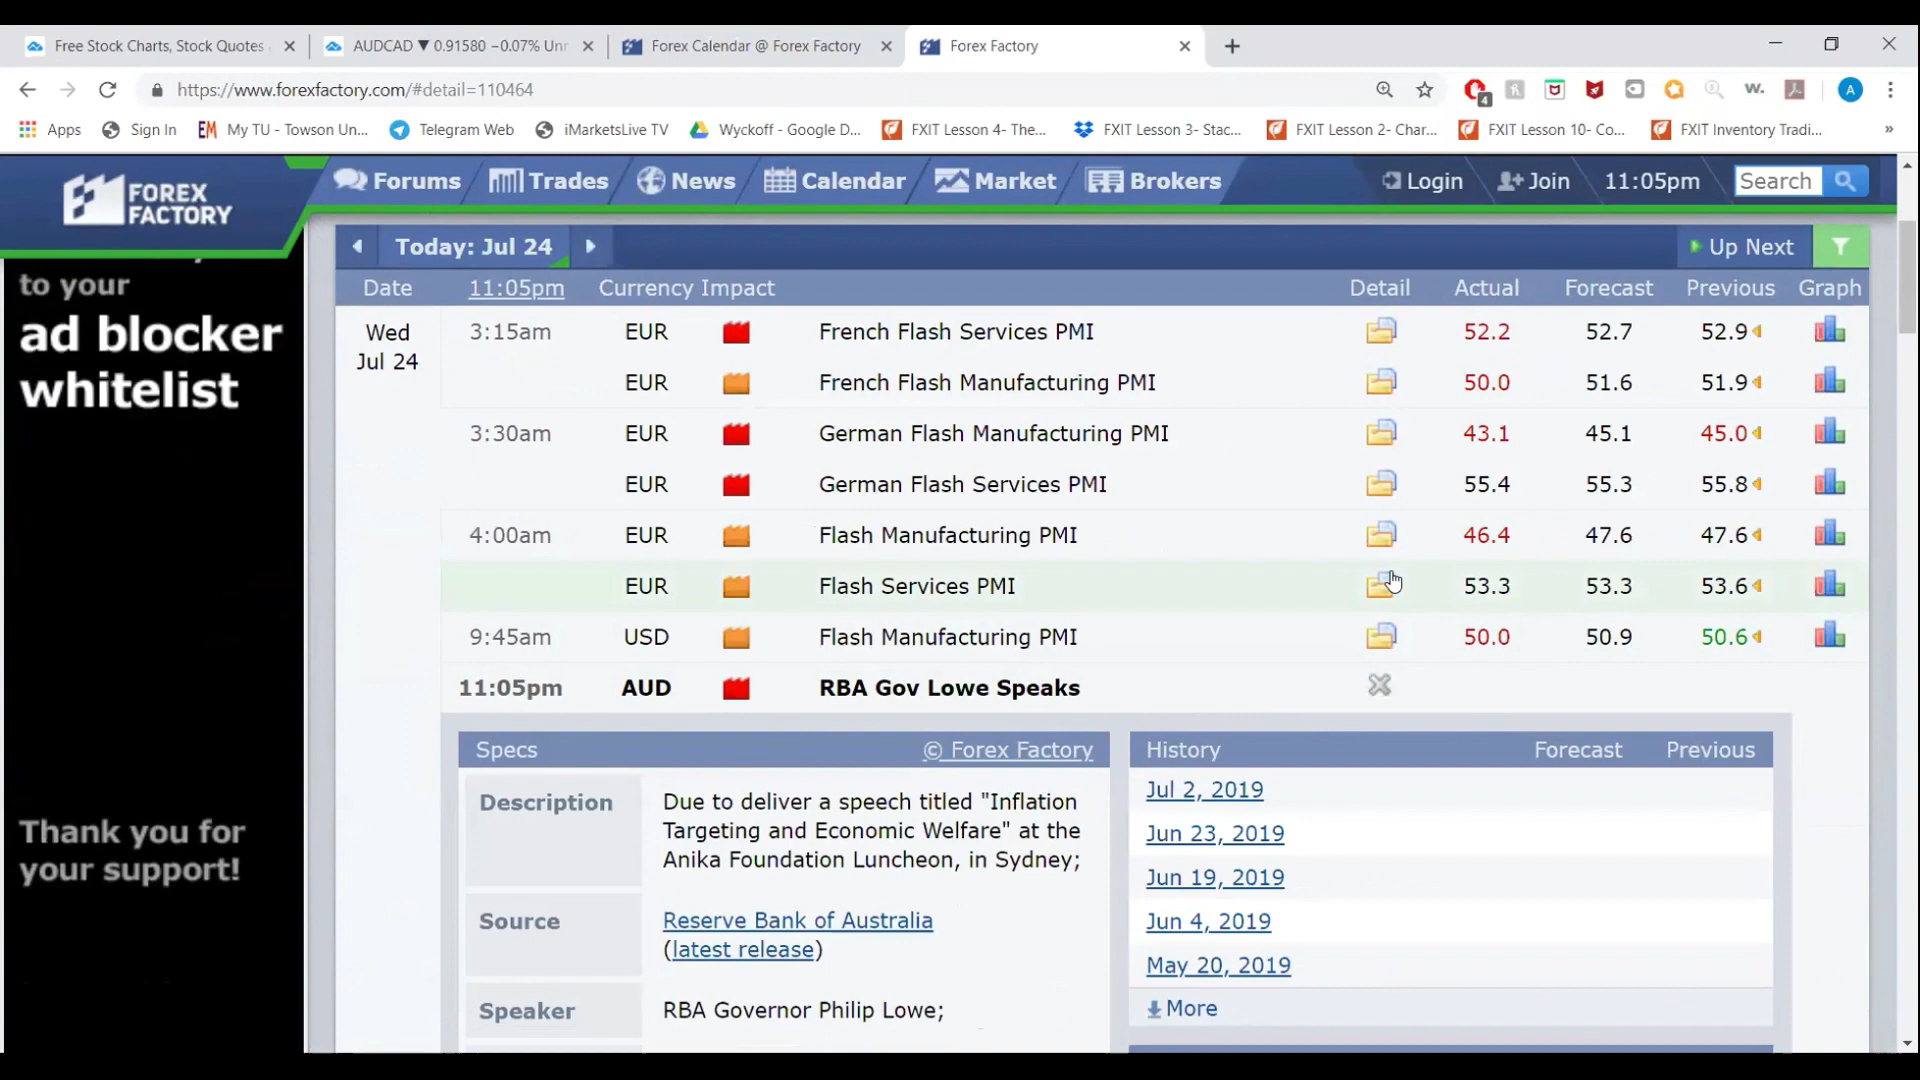 Free Stock Charts, Stock Quotes
AUDCAD ▼ 0.91580 −0.07% Un
Forex Calendar @ Forex Factory
Forex Factory
https://www.forexfactory.com/#detail=110464
4
w.
A
Apps
Sign In
EM My TU - Towson Un...
Telegram Web
iMarketsLive TV
Wyckoff - Google D...
FXIT Lesson 4- The...
FXIT Lesson 3- Stac...
FXIT Lesson 2- Char...
FXIT Lesson 10- Co...
FXIT Inventory Tradi...
»
FOREX
FACTORY
Forums Trades News Calendar Market Brokers Login Join 11:05pm Search
to your
ad blocker
whitelist
Thank you for
your support!
Today: Jul 24 Up Next
Date 11:05pm Currency Impact Detail Actual Forecast Previous Graph
Wed
Jul 24
3:15am EUR French Flash Services PMI 52.2 52.7 52.9
EUR French Flash Manufacturing PMI 50.0 51.6 51.9
3:30am EUR German Flash Manufacturing PMI 43.1 45.1 45.0
EUR German Flash Services PMI 55.4 55.3 55.8
4:00am EUR Flash Manufacturing PMI 46.4 47.6 47.6
EUR Flash Services PMI 53.3 53.3 53.6
9:45am USD Flash Manufacturing PMI 50.0 50.9 50.6
11:05pm AUD RBA Gov Lowe Speaks
Specs © Forex Factory
Description
Due to deliver a speech titled "Inflation
Targeting and Economic Welfare" at the
Anika Foundation Luncheon, in Sydney;
Source
Reserve Bank of Australia
(latest release)
Speaker
RBA Governor Philip Lowe;
History Forecast Previous
Jul 2, 2019
Jun 23, 2019
Jun 19, 2019
Jun 4, 2019
May 20, 2019
More